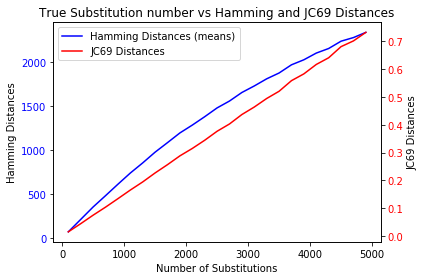 True Substitution number vs Hamming and JC69 Distances
Hamming Distances (means)
JC69 Distances
Hamming Distances
2000
1500
1000
500
0
0.7
0.6
0.5
0.4
0.3
0.2
0.1
0.0
JC69 Distances
0 1000 2000 3000 4000 5000
Number of Substitutions